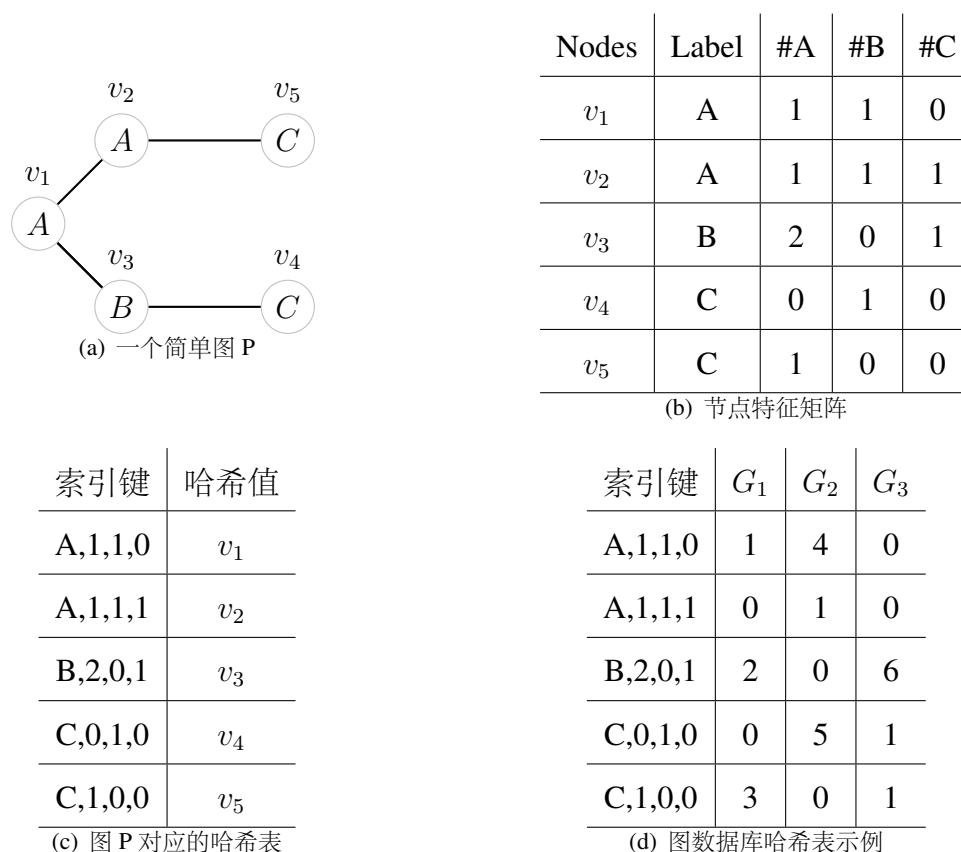 v₂ v₅
A C
v₁
A
v₃ v₄
B C
(a) 一个简单图 P
Nodes Label #A #B #C
v₁ A 1 1 0
v₂ A 1 1 1
v₃ B 2 0 1
v₄ C 0 1 0
v₅ C 1 0 0
(b) 节点特征矩阵
索引键 哈希值
A,1,1,0 v₁
A,1,1,1 v₂
B,2,0,1 v₃
C,0,1,0 v₄
C,1,0,0 v₅
(c) 图 P 对应的哈希表
索引键 G₁ G₂ G₃
A,1,1,0 1 4 0
A,1,1,1 0 1 0
B,2,0,1 2 0 6
C,0,1,0 0 5 1
C,1,0,0 3 0 1
(d) 图数据库哈希表示例